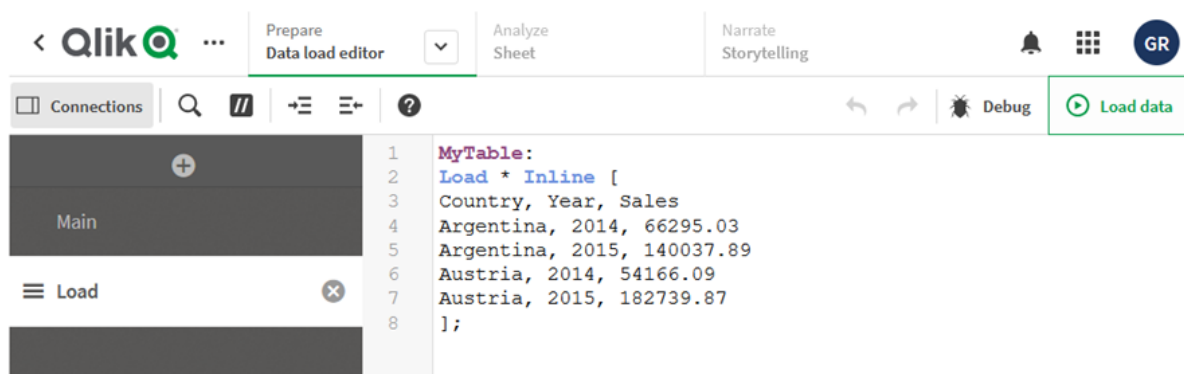 Qlik
Prepare
Data load editor
Analyze
Sheet
Narrate
Storytelling
GR
Connections
//
?
Debug
Load data
Main
Load
1 MyTable:
2 Load * Inline [
3 Country, Year, Sales
4 Argentina, 2014, 66295.03
5 Argentina, 2015, 140037.89
6 Austria, 2014, 54166.09
7 Austria, 2015, 182739.87
8 ];